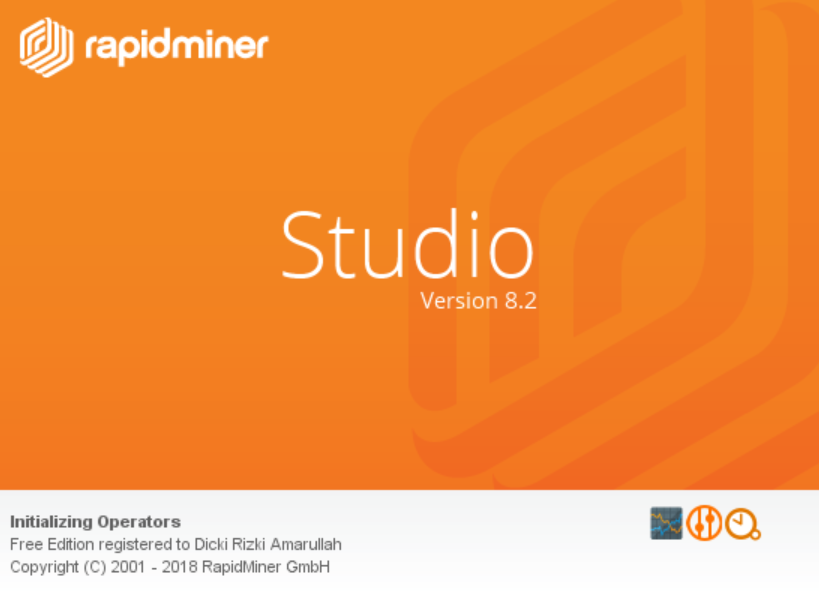 rapidminer
Studio
Version 8.2
Initializing Operators
Free Edition registered to Dicki Rizki Amarullah
Copyright (C) 2001 - 2018 RapidMiner GmbH